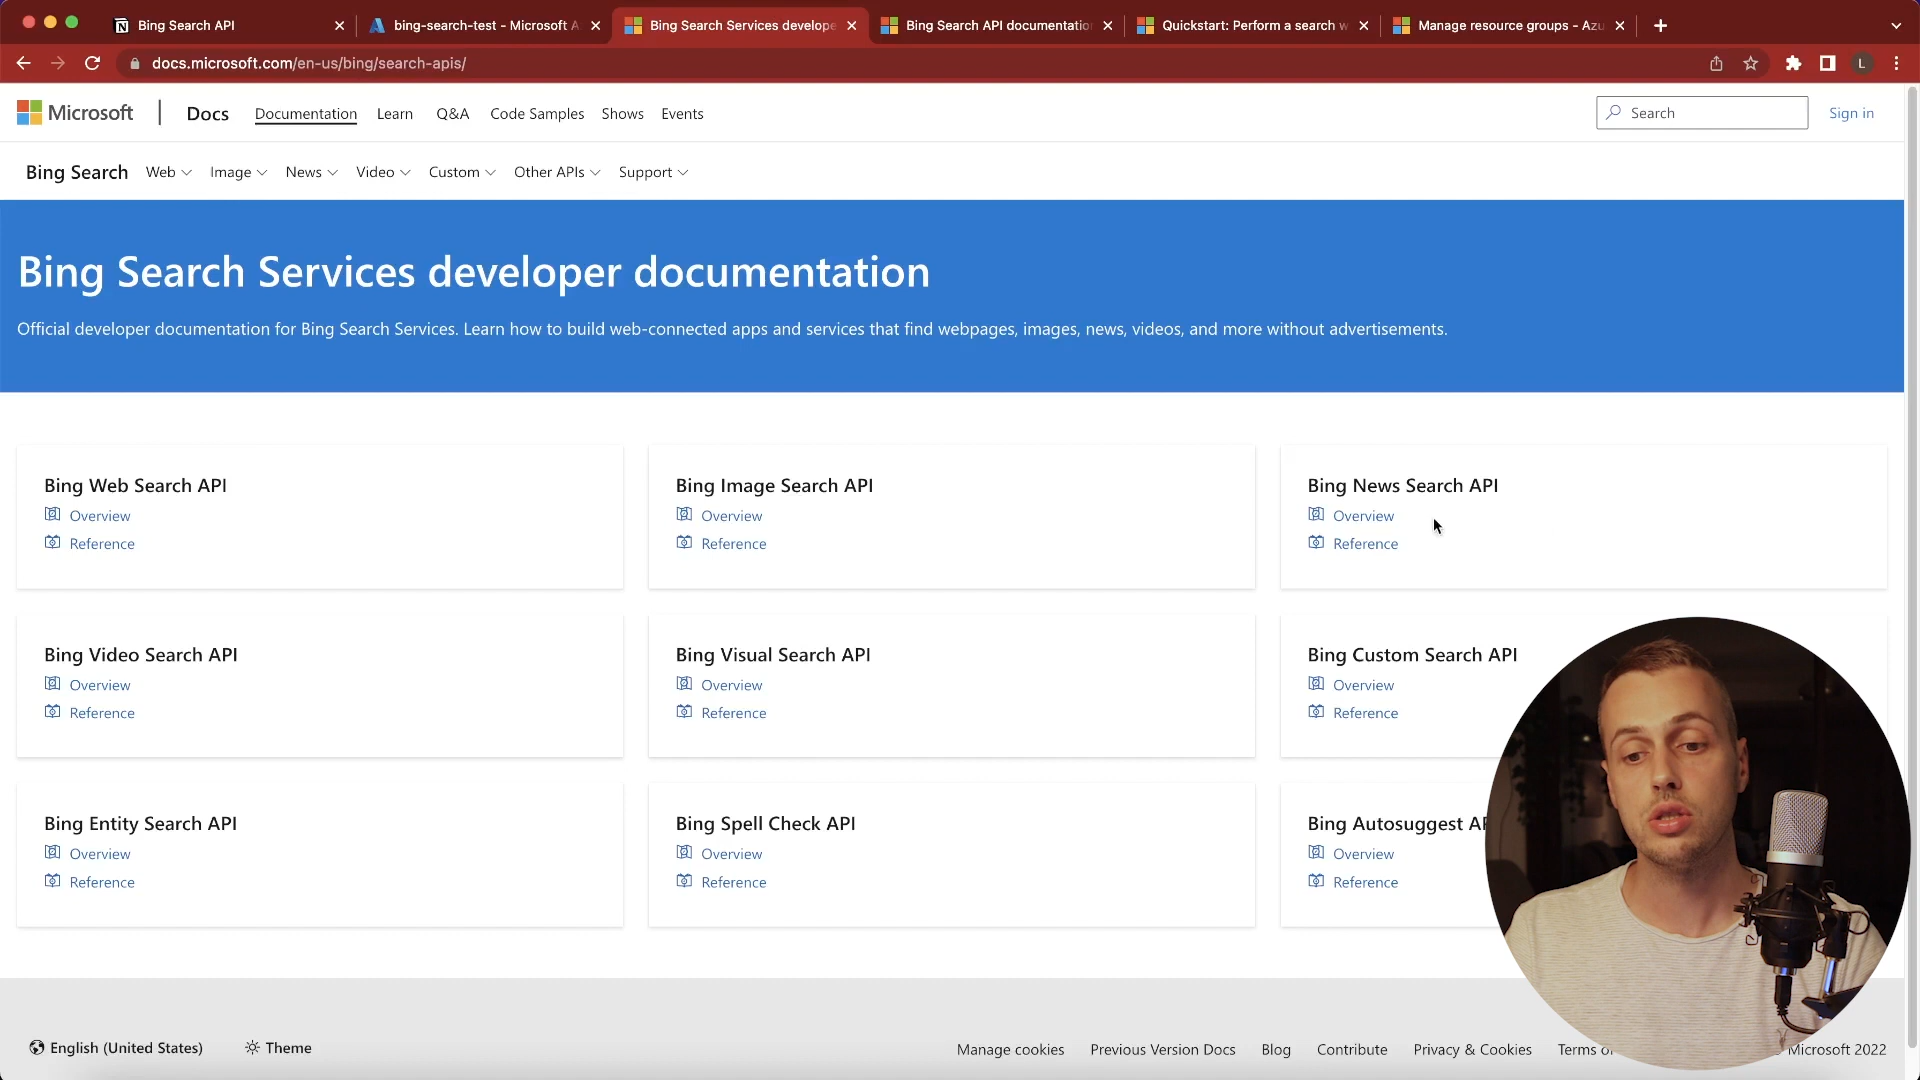 Bing Search API
bing-search-test - Microsoft A
Bing Search Services develope
Bing Search API documentation
Quickstart: Perform a search w
Manage resource groups - Azu
docs.microsoft.com/en-us/bing/search-apis/
L
Microsoft
Docs
Documentation
Learn
Q&A
Code Samples
Shows
Events
Search
Sign in
Bing Search
Web
Image
News
Video
Custom
Other APIs
Support
Bing Search Services developer documentation
Official developer documentation for Bing Search Services. Learn how to build web-connected apps and services that find webpages, images, news, videos, and more without advertisements.
Bing Web Search API
Overview
Reference
Bing Image Search API
Overview
Reference
Bing News Search API
Overview
Reference
Bing Video Search API
Overview
Reference
Bing Visual Search API
Overview
Reference
Bing Custom Search API
Overview
Reference
Bing Entity Search API
Overview
Reference
Bing Spell Check API
Overview
Reference
Bing Autosuggest
Overview
Reference
English (United States)
Theme
Manage cookies
Previous Version Docs
Blog
Contribute
Privacy & Cookies
Terms
Microsoft 2022